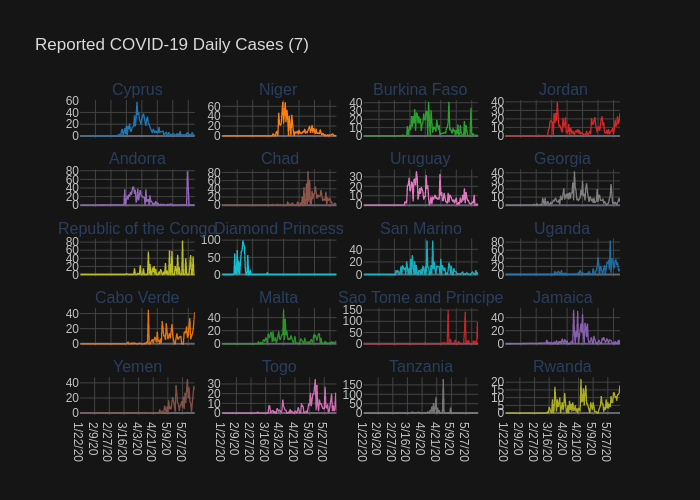 Reported COVID-19 Daily Cases (7)
Cyprus Niger Burkina Faso Jordan
60 40 20 0
60 40 20 0
40 30 20 10 0
40 30 20 10 0
Andorra Chad Uruguay Georgia
80 60 40 20 0
80 60 40 20 0
30 20 10 0
40 20 0
Republic of the Congo Diamond Princess San Marino Uganda
80 60 40 20 0
100 50 0
40 20 0
80 60 40 20 0
Cabo Verde Malta Sao Tome and Principe Jamaica
40 20 0
40 20 0
150 100 50 0
40 20 0
Yemen Togo Tanzania Rwanda
40 20 0
30 20 10 0
150 100 50 0
20 10 0
1/22/20 2/9/20 2/27/20 3/16/20 4/3/20 4/21/20 5/9/20 5/27/20
1/22/20 2/9/20 2/27/20 3/16/20 4/3/20 4/21/20 5/9/20 5/27/20
1/22/20 2/9/20 2/27/20 3/16/20 4/3/20 4/21/20 5/9/20 5/27/20
1/22/20 2/9/20 2/27/20 3/16/20 4/3/20 4/21/20 5/9/20 5/27/20